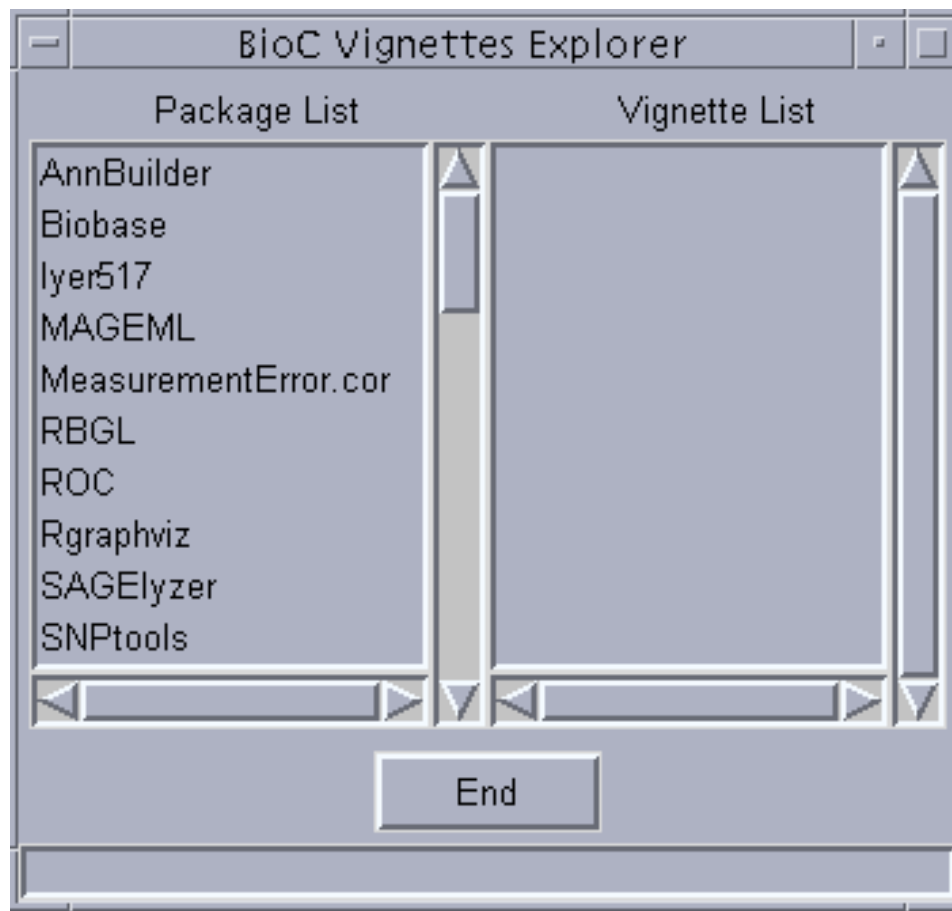 BioC Vignettes Explorer
Package List
Vignette List
AnnBuilder
Biobase
Iyer517
MAGEML
MeasurementError.cor
RBGL
ROC
Rgraphviz
SAGElyzer
SNPtools
End